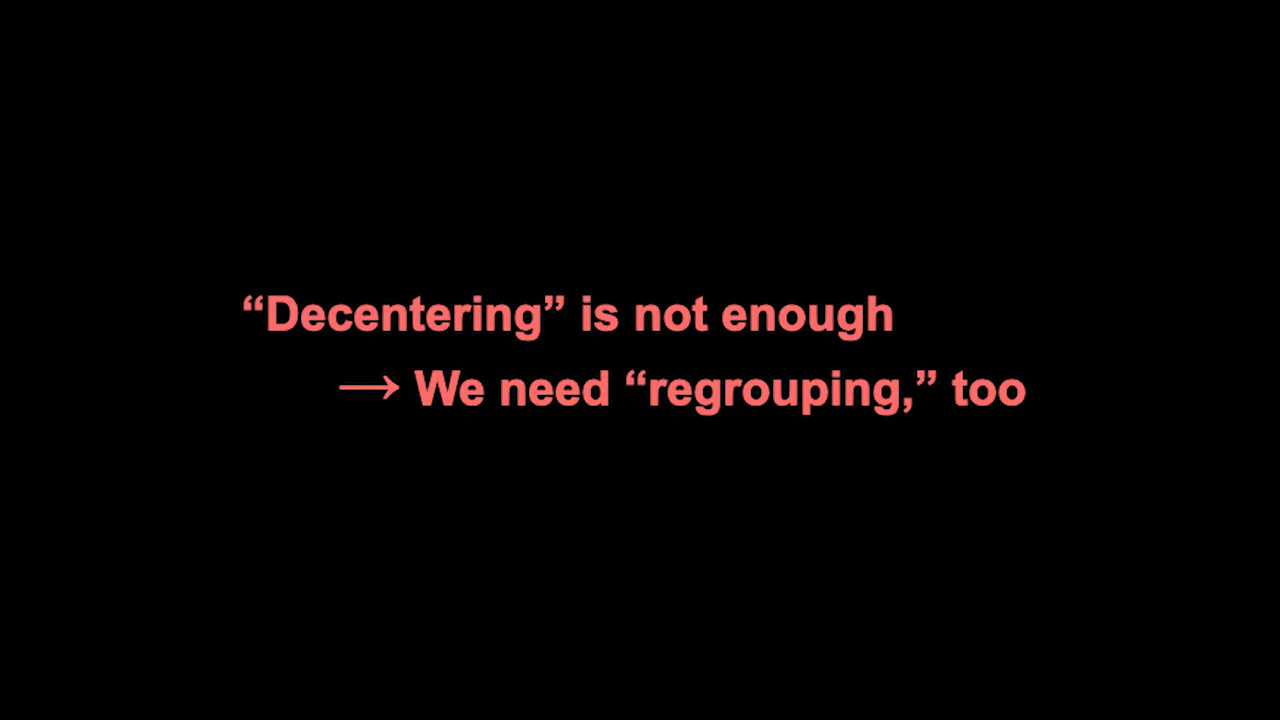 “Decentering” is not enough
→ We need “regrouping,” too